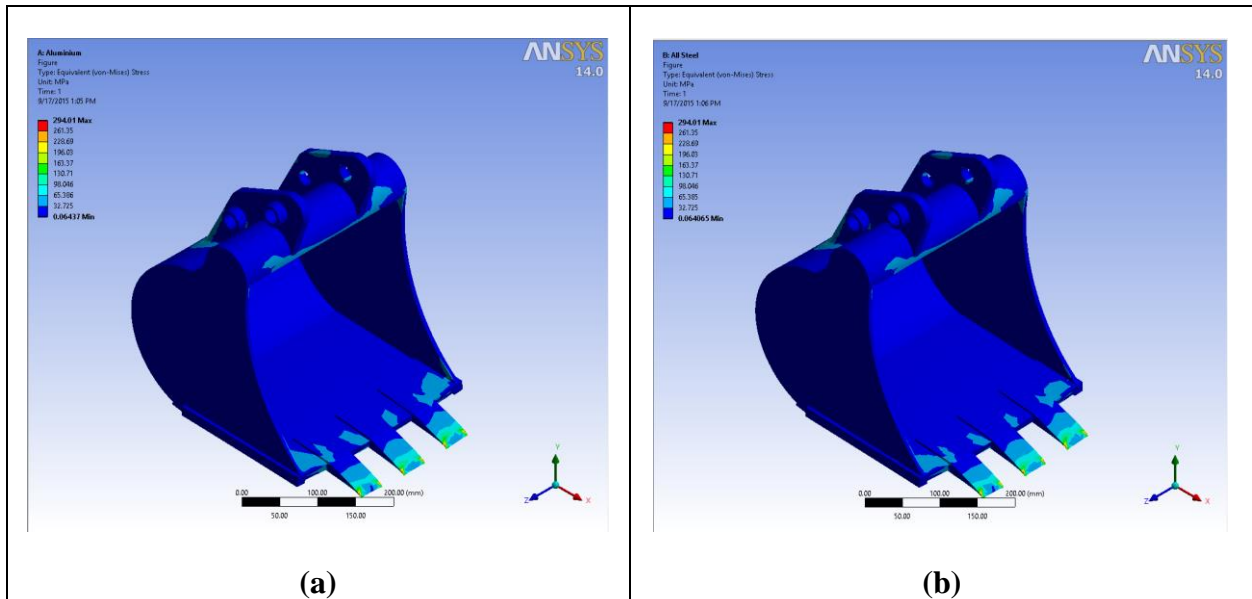 A: Aluminium
Figure
Type: Equivalent (von-Mises) Stress
Unit: MPa
Time: 1
9/17/2015 1:05 PM
294.01 Max
261.35
228.69
196.03
163.37
130.71
98.046
65.386
32.725
0.06437 Min
ANSYS
14.0
Y
Z
X
0.00
100.00
200.00 (mm)
50.00
150.00
(a)
B: All Steel
Figure
Type: Equivalent (von-Mises) Stress
Unit: MPa
Time: 1
9/17/2015 1:06 PM
294.01 Max
261.35
228.69
196.03
163.37
130.71
98.046
65.385
32.725
0.064065 Min
ANSYS
14.0
Y
Z
X
0.00
100.00
200.00 (mm)
50.00
150.00
(b)